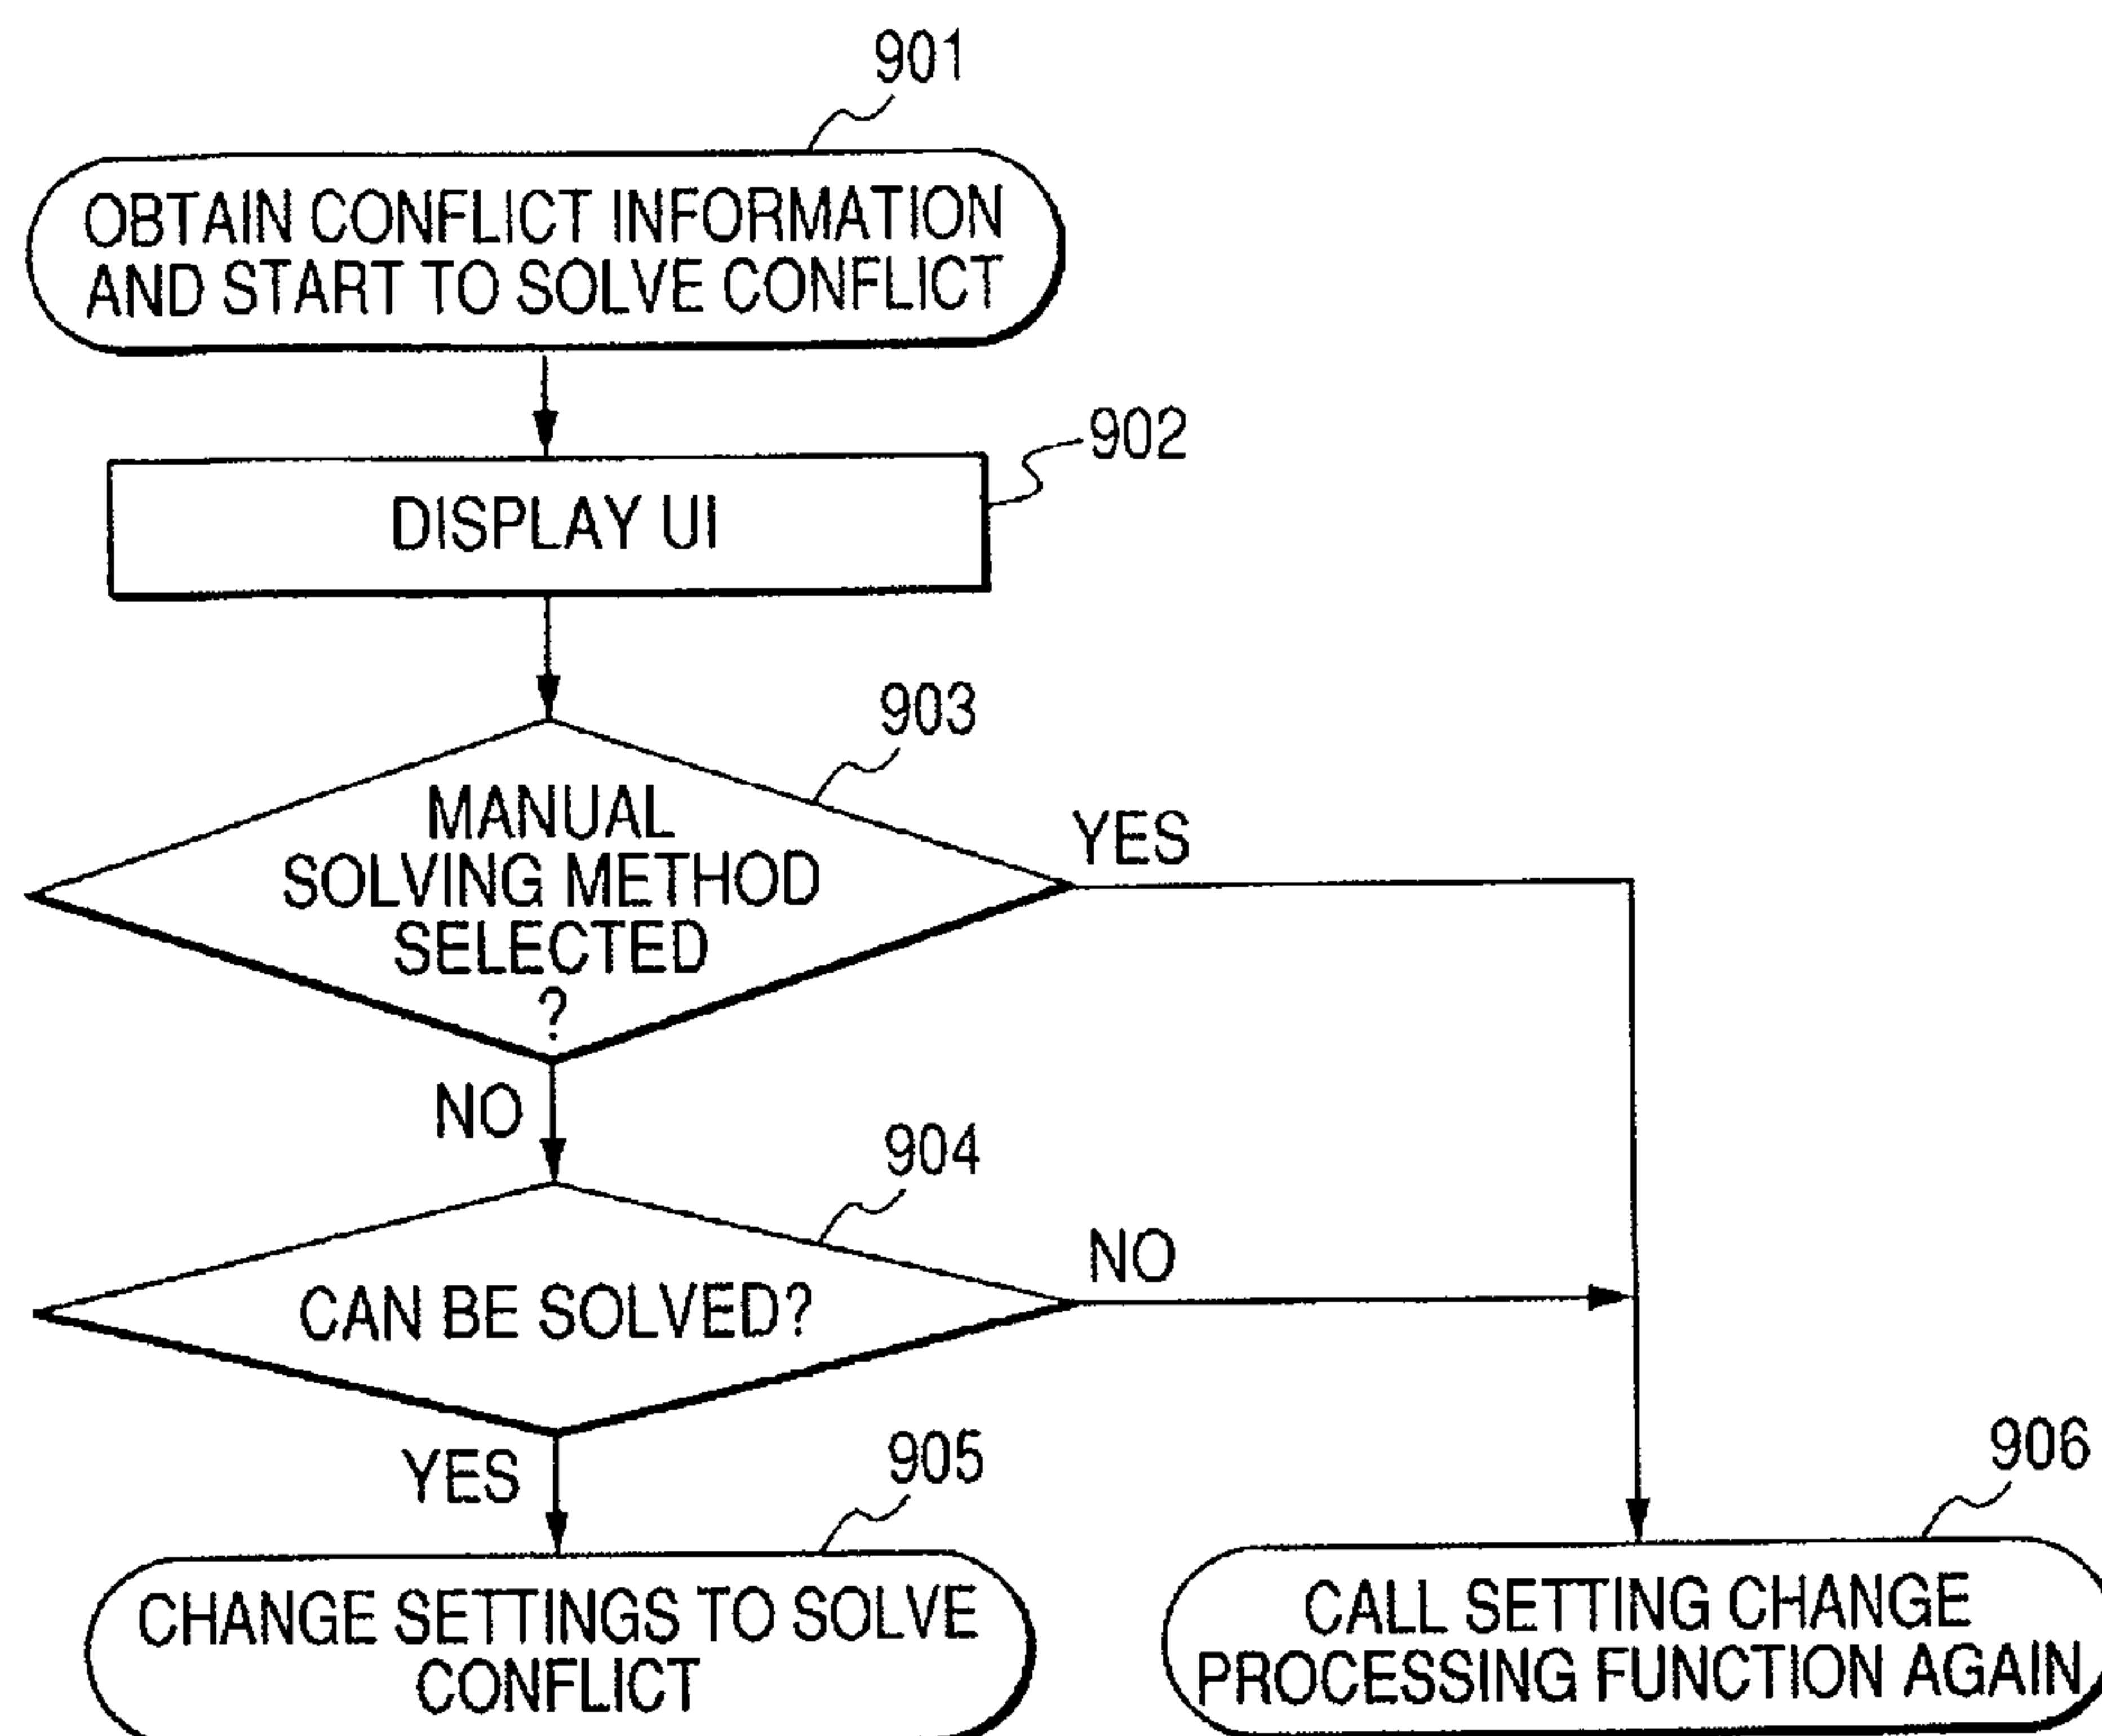 901
OBTAIN CONFLICT INFORMATION
AND START TO SOLVE CONFLICT
902
DISPLAY UI
903
MANUAL
SOLVING METHOD
SELECTED
?
YES
NO
904
CAN BE SOLVED?
NO
YES
905
CHANGE SETTINGS TO SOLVE
CONFLICT
906
CALL SETTING CHANGE
PROCESSING FUNCTION AGAIN